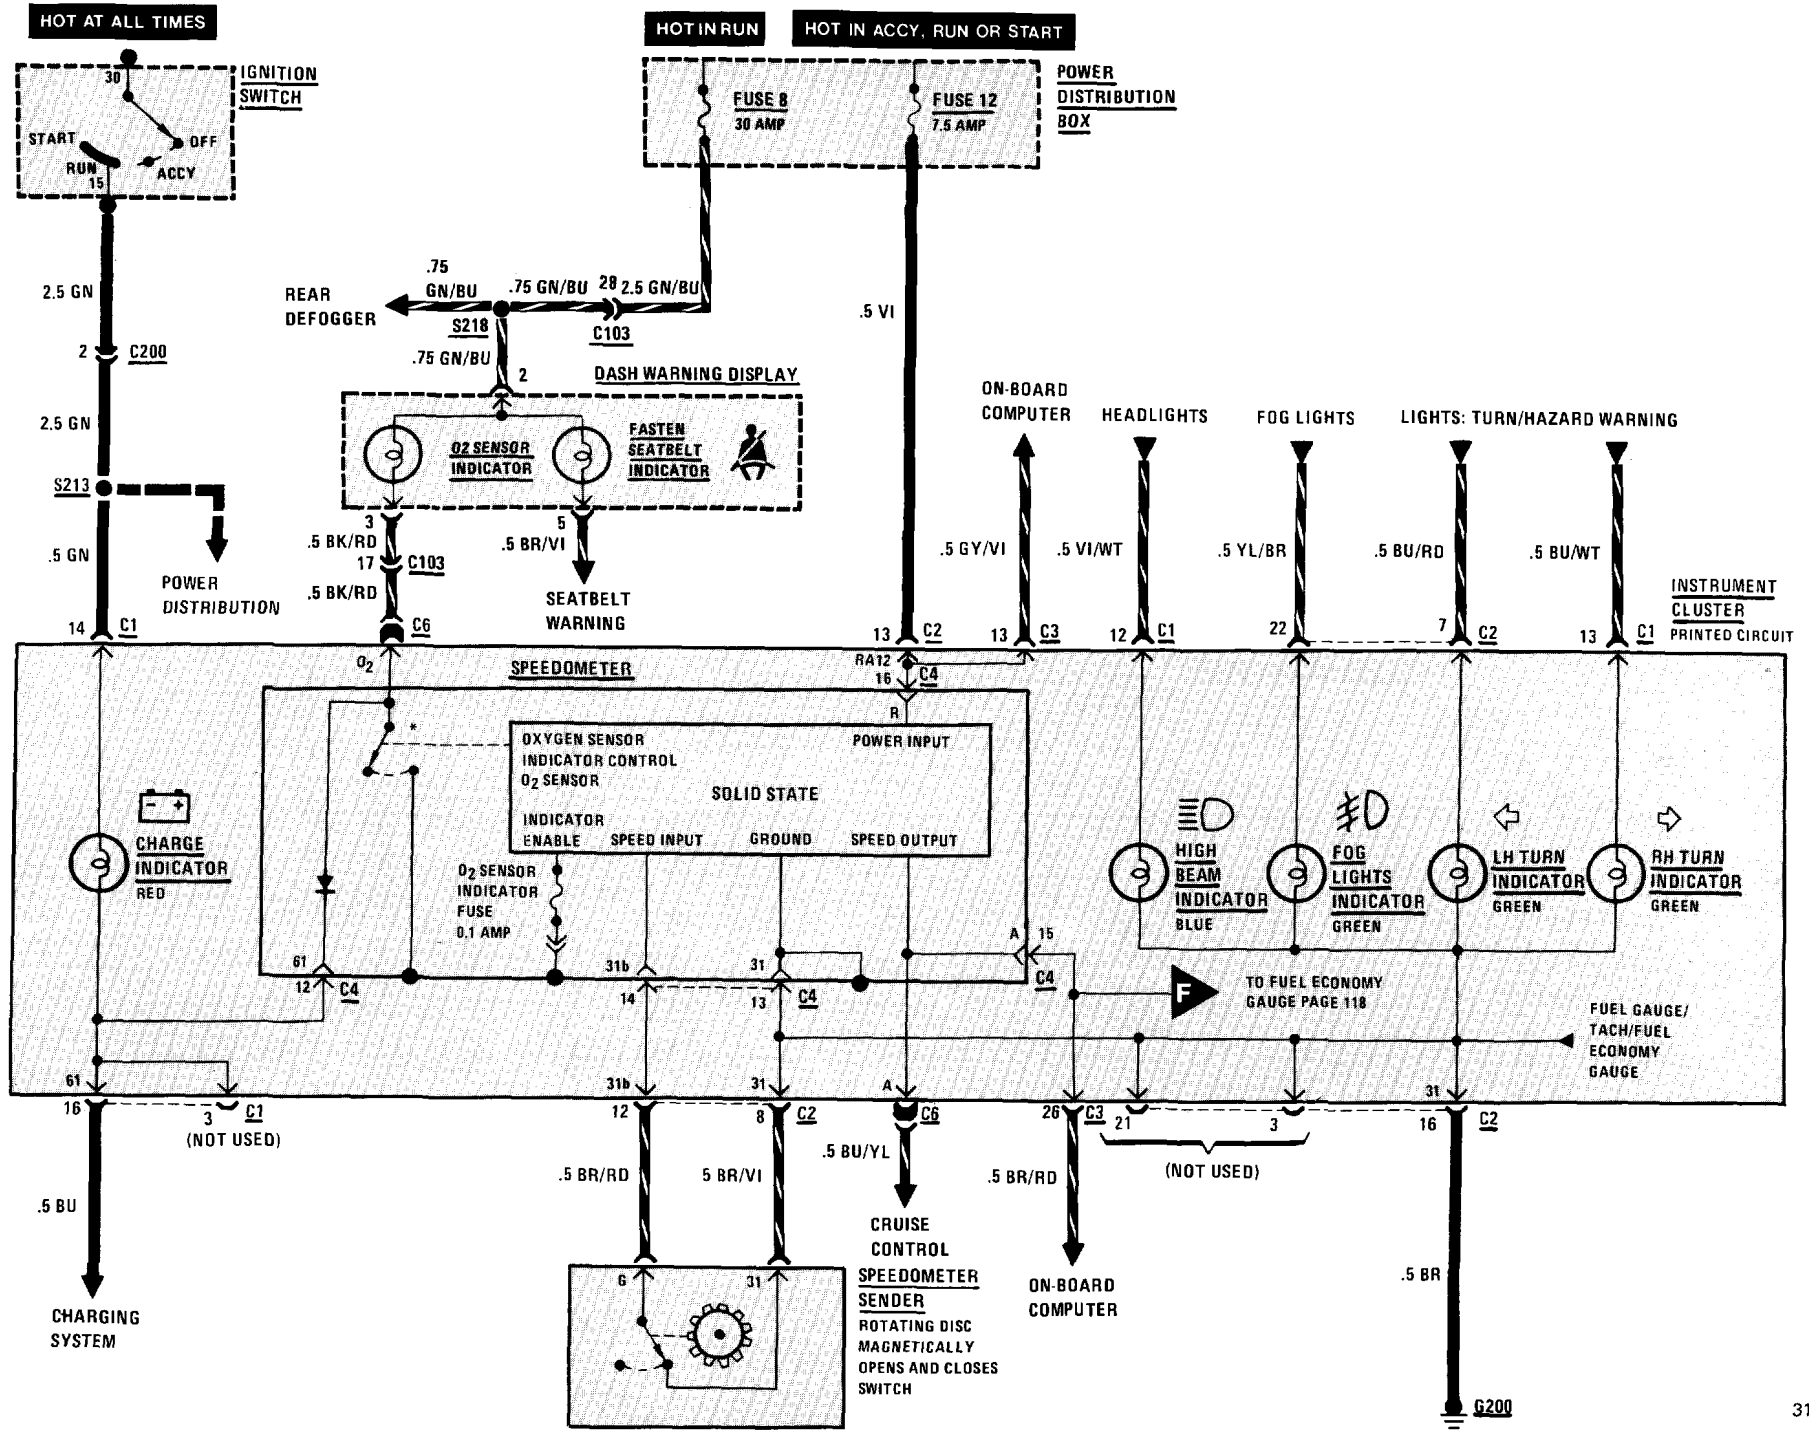 HOT AT ALL TIMES
HOT IN RUN
HOT IN ACCY, RUN OR START
30
IGNITION
SWITCH
START
OFF
RUN
ACCY
15
FUSE 8
30 AMP
FUSE 12
7.5 AMP
POWER
DISTRIBUTION
BOX
2.5 GN
2
C200
2.5 GN
S213
.5 GN
POWER
DISTRIBUTION
14
C1
REAR
DEFOGGER
.75
GN/BU
.75 GN/BU
28
2.5 GN/BU
S218
C103
.75 GN/BU
2
DASH WARNING DISPLAY
O2 SENSOR
INDICATOR
FASTEN
SEATBELT
INDICATOR
3
.5 BK/RD
17
C103
.5 BK/RD
C6
5
.5 BR/VI
SEATBELT
WARNING
.5 VI
13
C2
ON-BOARD
COMPUTER
.5 GY/VI
13
C3
HEADLIGHTS
.5 VI/WT
12
C1
FOG LIGHTS
.5 YL/BR
22
LIGHTS: TURN/HAZARD WARNING
.5 BU/RD
7
C2
.5 BU/WT
13
C1
INSTRUMENT
CLUSTER
PRINTED CIRCUIT
O2
SPEEDOMETER
RA12
16
C4
R
*
OXYGEN SENSOR
INDICATOR CONTROL
O2 SENSOR
POWER INPUT
SOLID STATE
INDICATOR
ENABLE
SPEED INPUT
GROUND
SPEED OUTPUT
- +
CHARGE
INDICATOR
RED
O2 SENSOR
INDICATOR
FUSE
0.1 AMP
HIGH
BEAM
INDICATOR
BLUE
FOG
LIGHTS
INDICATOR
GREEN
LH TURN
INDICATOR
GREEN
RH TURN
INDICATOR
GREEN
A
15
C4
61
12
C4
31b
14
31
13
C4
F
TO FUEL ECONOMY
GAUGE PAGE 118
FUEL GAUGE/
TACH/FUEL
ECONOMY
GAUGE
61
16
3
C1
(NOT USED)
31b
12
31
8
C2
A
C6
26
C3
21
3
(NOT USED)
31
16
C2
.5 BU
CHARGING
SYSTEM
.5 BR/RD
5 BR/VI
.5 BU/YL
CRUISE
CONTROL
.5 BR/RD
ON-BOARD
COMPUTER
.5 BR
G200
G
31
SPEEDOMETER
SENDER
ROTATING DISC
MAGNETICALLY
OPENS AND CLOSES
SWITCH
31